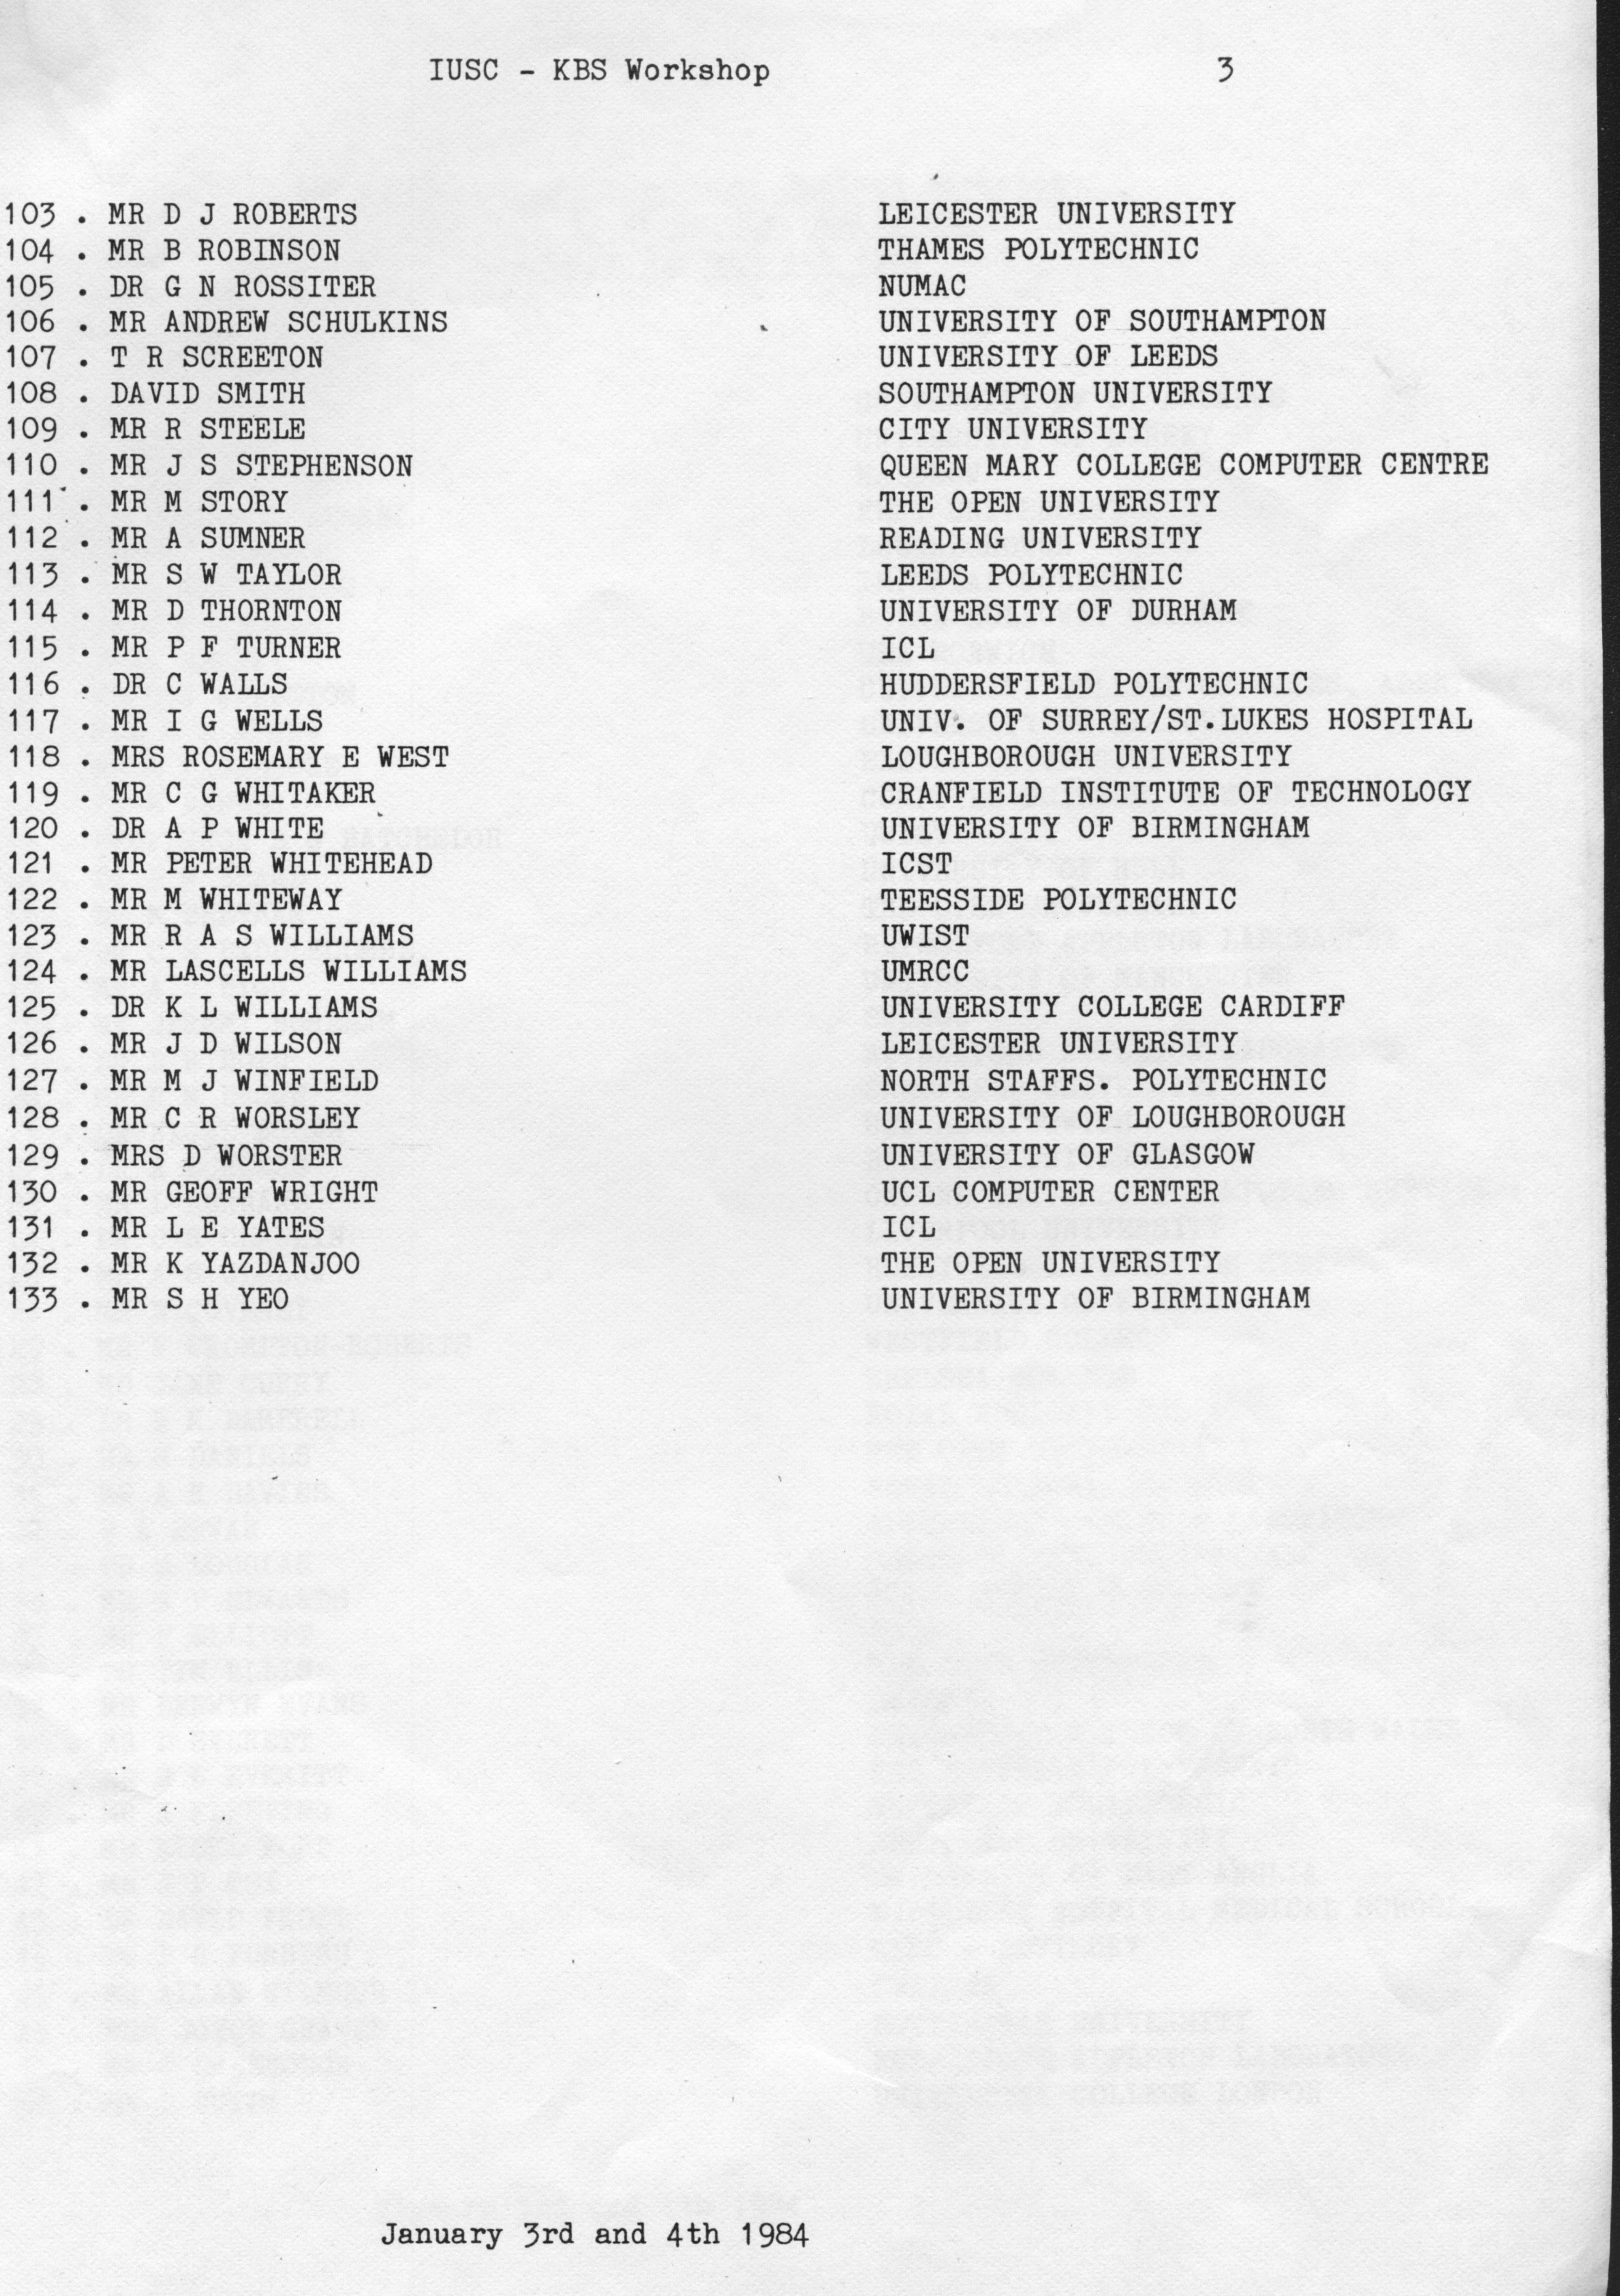 IUSC - KBS Workshop 3
103 . MR D J ROBERTS LEICESTER UNIVERSITY
104 . MR B ROBINSON THAMES POLYTECHNIC
105 . DR G N ROSSITER NUMAC
106 . MR ANDREW SCHULKINS UNIVERSITY OF SOUTHAMPTON
107 . T R SCREETON UNIVERSITY OF LEEDS
108 . DAVID SMITH SOUTHAMPTON UNIVERSITY
109 . MR R STEELE CITY UNIVERSITY
110 . MR J S STEPHENSON QUEEN MARY COLLEGE COMPUTER CENTRE
111 . MR M STORY THE OPEN UNIVERSITY
112 . MR A SUMNER READING UNIVERSITY
113 . MR S W TAYLOR LEEDS POLYTECHNIC
114 . MR D THORNTON UNIVERSITY OF DURHAM
115 . MR P F TURNER ICL
116 . DR C WALLS HUDDERSFIELD POLYTECHNIC
117 . MR I G WELLS UNIV. OF SURREY/ST.LUKES HOSPITAL
118 . MRS ROSEMARY E WEST LOUGHBOROUGH UNIVERSITY
119 . MR C G WHITAKER CRANFIELD INSTITUTE OF TECHNOLOGY
120 . DR A P WHITE UNIVERSITY OF BIRMINGHAM
121 . MR PETER WHITEHEAD ICST
122 . MR M WHITEWAY TEESSIDE POLYTECHNIC
123 . MR R A S WILLIAMS UWIST
124 . MR LASCELLS WILLIAMS UMRCC
125 . DR K L WILLIAMS UNIVERSITY COLLEGE CARDIFF
126 . MR J D WILSON LEICESTER UNIVERSITY
127 . MR M J WINFIELD NORTH STAFFS. POLYTECHNIC
128 . MR C R WORSLEY UNIVERSITY OF LOUGHBOROUGH
129 . MRS D WORSTER UNIVERSITY OF GLASGOW
130 . MR GEOFF WRIGHT UCL COMPUTER CENTER
131 . MR L E YATES ICL
132 . MR K YAZDANJOO THE OPEN UNIVERSITY
133 . MR S H YEO UNIVERSITY OF BIRMINGHAM
January 3rd and 4th 1984